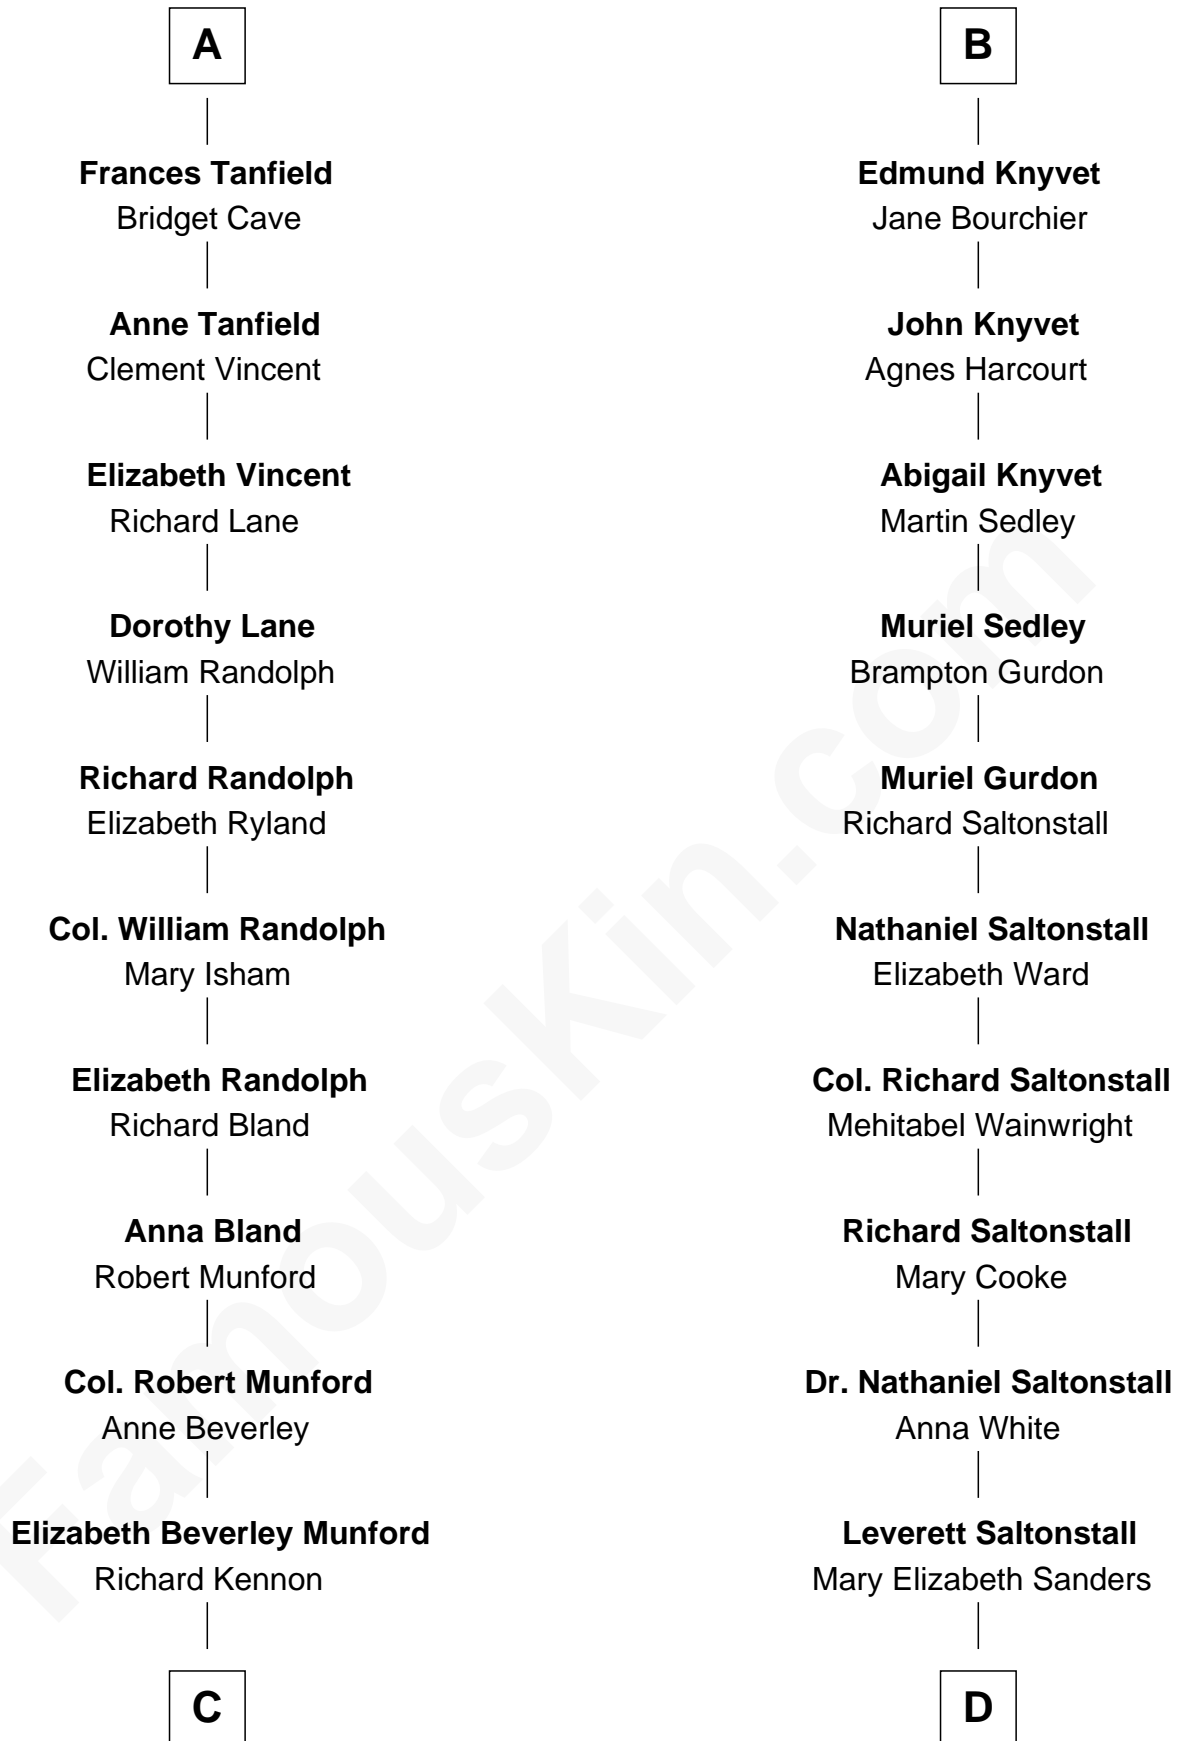 A
Frances Tanfield
Bridget Cave
Anne Tanfield
Clement Vincent
Elizabeth Vincent
Richard Lane
Dorothy Lane
William Randolph
Richard Randolph
Elizabeth Ryland
Col. William Randolph
Mary Isham
Elizabeth Randolph
Richard Bland
Anna Bland
Robert Munford
Col. Robert Munford
Anne Beverley
Elizabeth Beverley Munford
Richard Kennon
C
B
Edmund Knyvet
Jane Bourchier
John Knyvet
Agnes Harcourt
Abigail Knyvet
Martin Sedley
Muriel Sedley
Brampton Gurdon
Muriel Gurdon
Richard Saltonstall
Nathaniel Saltonstall
Elizabeth Ward
Col. Richard Saltonstall
Mehitabel Wainwright
Richard Saltonstall
Mary Cooke
Dr. Nathaniel Saltonstall
Anna White
Leverett Saltonstall
Mary Elizabeth Sanders
D
FamousKin.com